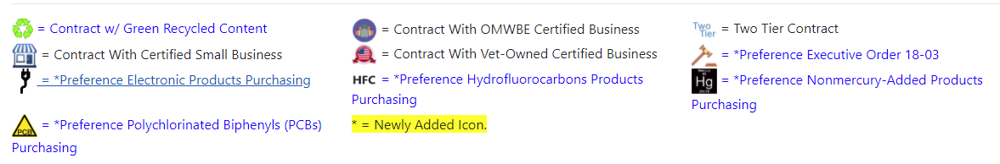 = Contract w/ Green Recycled Content
= Contract With OMWBE Certified Business
Two Tier = Two Tier Contract
= Contract With Certified Small Business
= Contract With Vet-Owned Certified Business
= *Preference Executive Order 18-03
= *Preference Electronic Products Purchasing
HFC = *Preference Hydrofluorocarbons Products
Purchasing
Hg = *Preference Nonmercury-Added Products
Purchasing
PCB = *Preference Polychlorinated Biphenyls (PCBs)
Purchasing
* = Newly Added Icon.